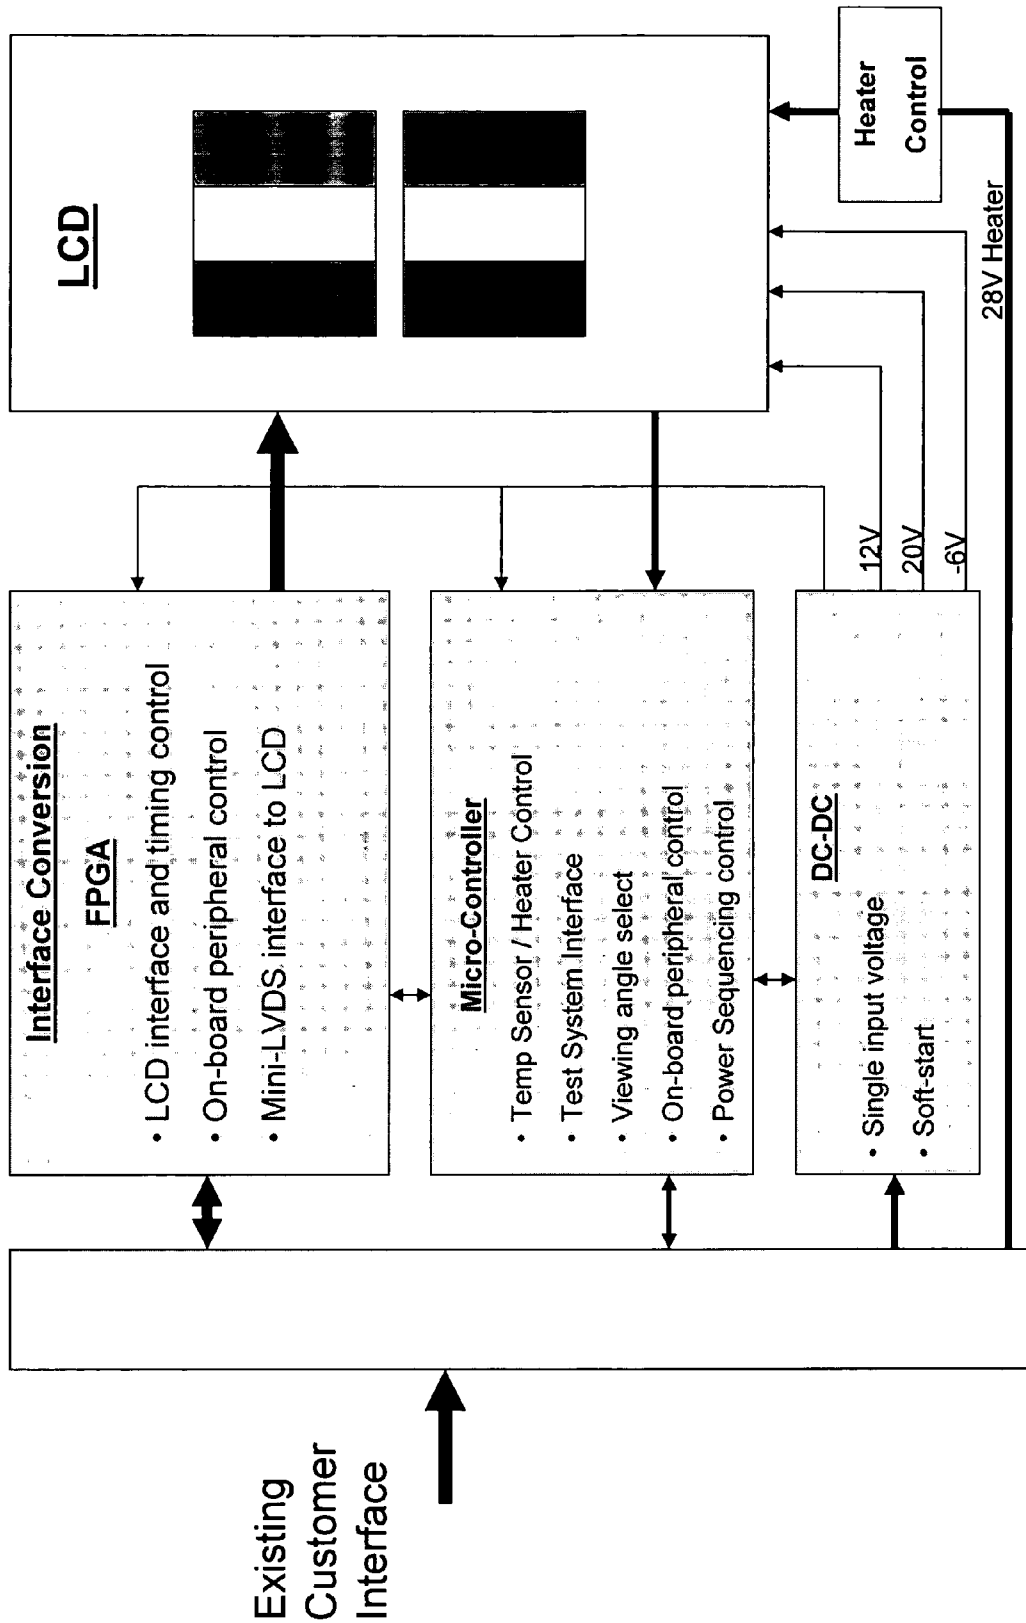 Existing
Customer
Interface
Interface Conversion
FPGA
• LCD interface and timing control
• On-board peripheral control
• Mini-LVDS interface to LCD
Micro-Controller
• Temp Sensor / Heater Control
• Test System Interface
• Viewing angle select
• On-board peripheral control
• Power Sequencing control
DC-DC
• Single input voltage
• Soft-start
12V
20V
-6V
28V Heater
LCD
Heater
Control